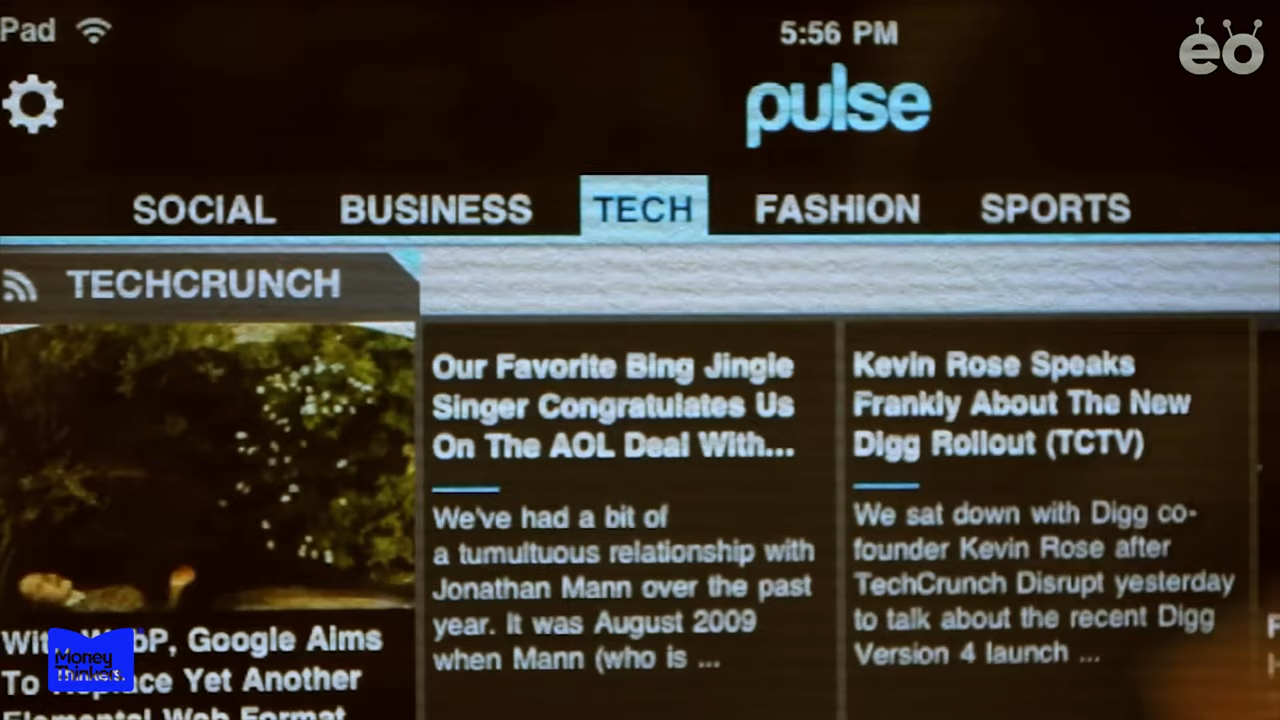 Pad
5:56 PM
eo
pulse
SOCIAL BUSINESS TECH FASHION SPORTS
TECHCRUNCH
Our Favorite Bing Jingle
Singer Congratulates Us
On The AOL Deal With...
We've had a bit of
a tumultuous relationship with
Jonathan Mann over the past
year. It was August 2009
when Mann (who is ...
Kevin Rose Speaks
Frankly About The New
Digg Rollout (TCTV)
We sat down with Digg co-
founder Kevin Rose after
TechCrunch Disrupt yesterday
to talk about the recent Digg
Version 4 launch ...
Google Aims
To Yet Another
Elemental Web Format
Money
Thinkers.